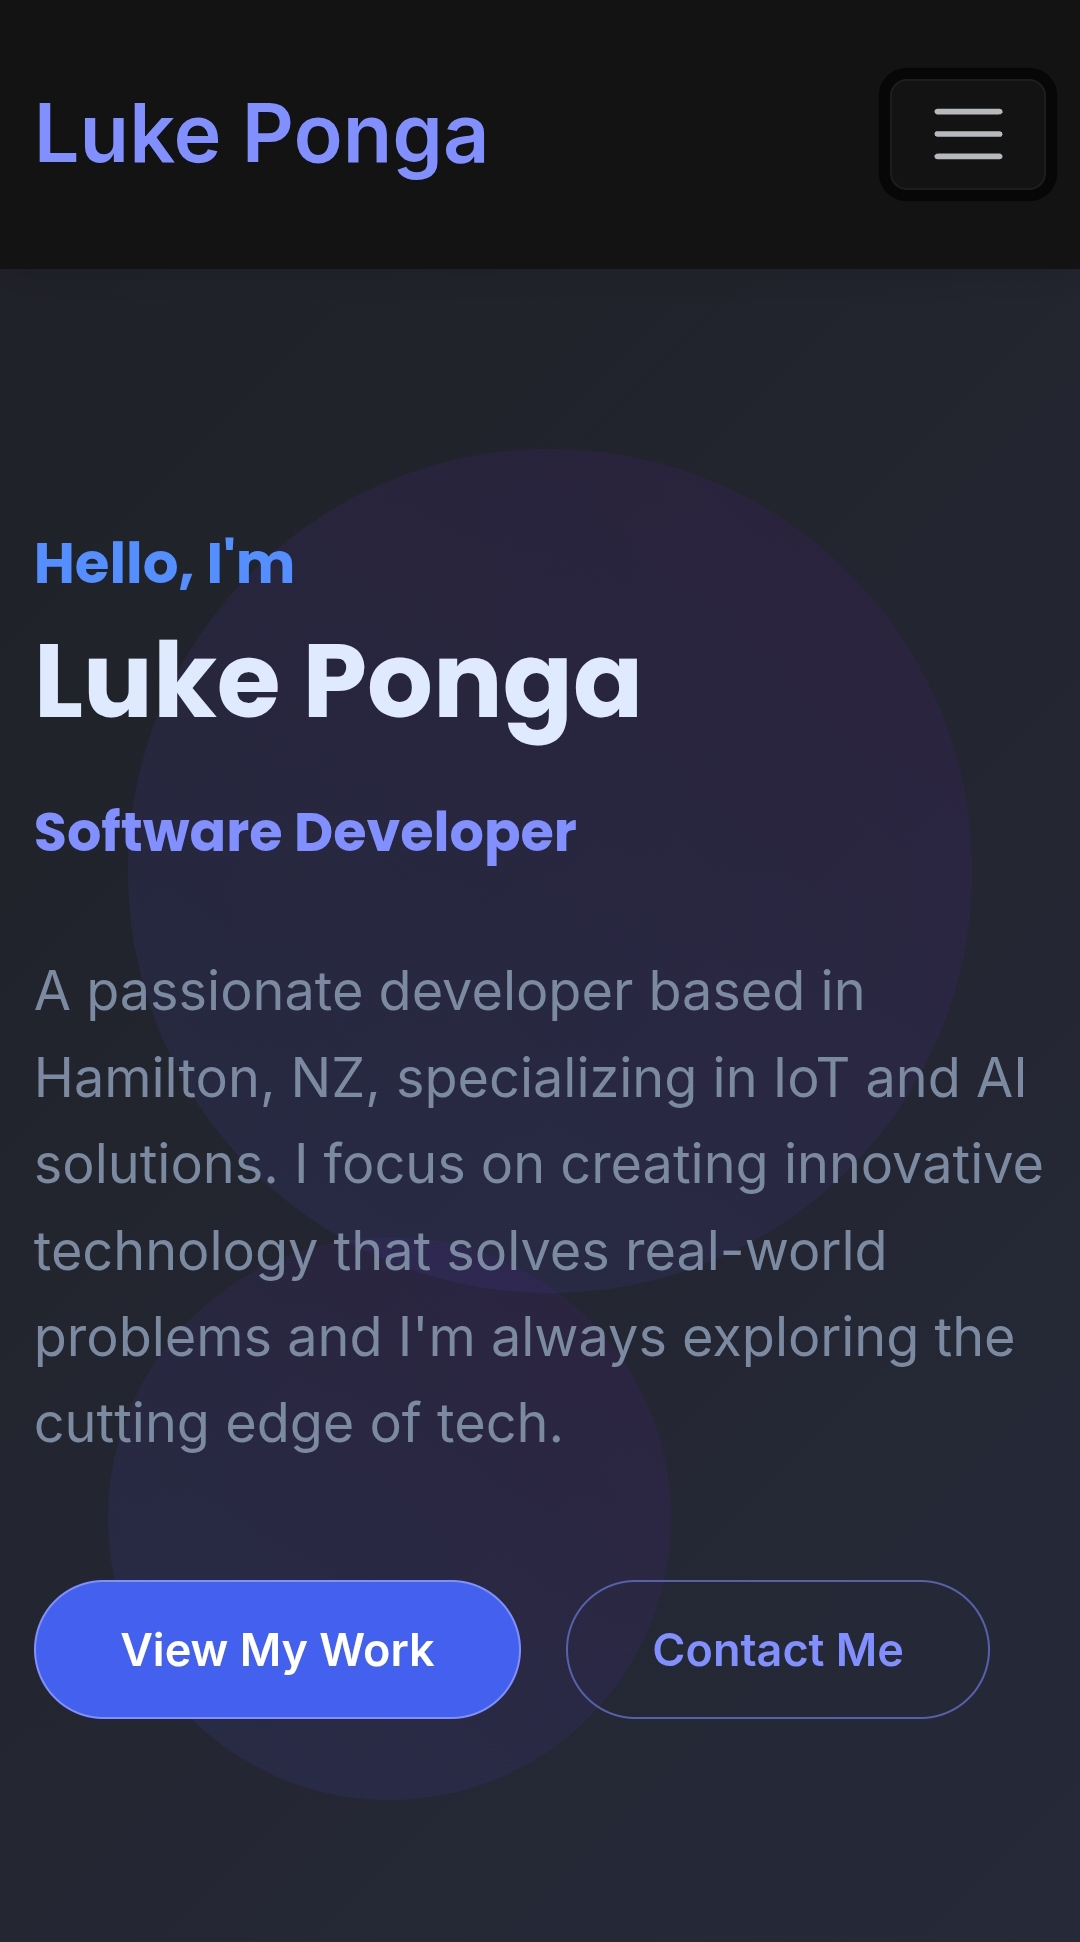 Luke Ponga
Hello, I'm
Luke Ponga
Software Developer
A passionate developer based in
Hamilton, NZ, specializing in IoT and AI
solutions. I focus on creating innovative
technology that solves real-world
problems and I'm always exploring the
cutting edge of tech.
View My Work
Contact Me